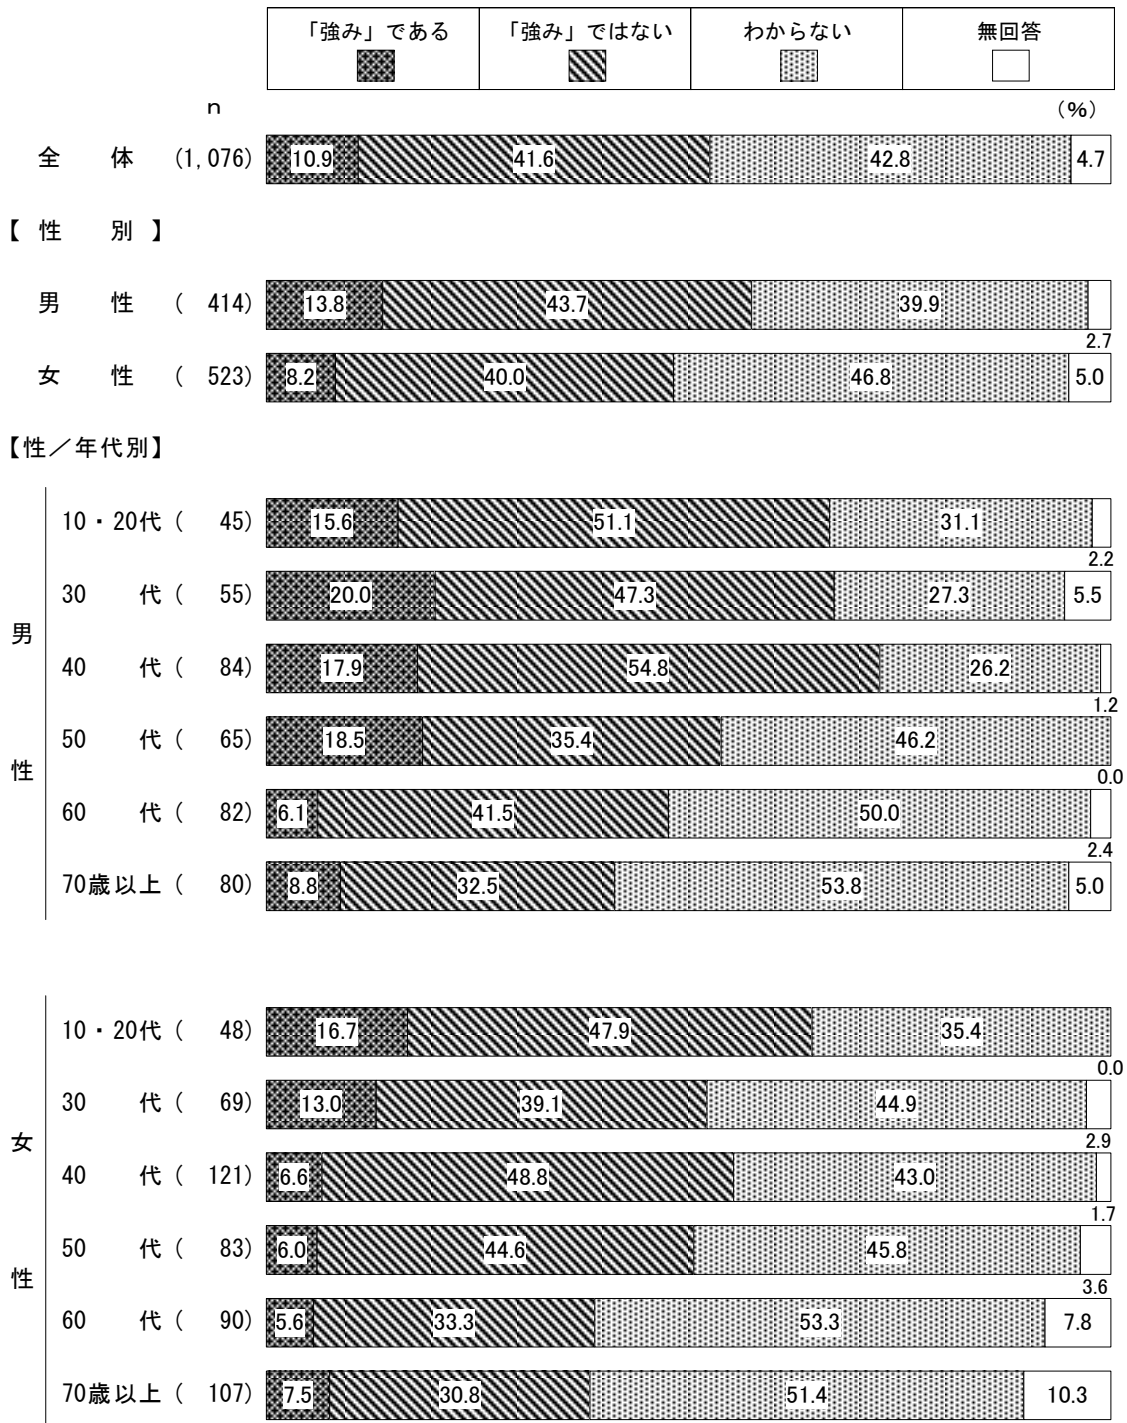 「強み」である 「強み」ではない わからない 無回答
n (%)
全 体 (1,076) 10.9 41.6 42.8 4.7
【 性 別 】
男 性 ( 414) 13.8 43.7 39.9 2.7
女 性 ( 523) 8.2 40.0 46.8 5.0
【性／年代別】
男性
10・20代 ( 45) 15.6 51.1 31.1 2.2
30 代 ( 55) 20.0 47.3 27.3 5.5
40 代 ( 84) 17.9 54.8 26.2 1.2
50 代 ( 65) 18.5 35.4 46.2 0.0
60 代 ( 82) 6.1 41.5 50.0 2.4
70歳以上 ( 80) 8.8 32.5 53.8 5.0
女性
10・20代 ( 48) 16.7 47.9 35.4 0.0
30 代 ( 69) 13.0 39.1 44.9 2.9
40 代 ( 121) 6.6 48.8 43.0 1.7
50 代 ( 83) 6.0 44.6 45.8 3.6
60 代 ( 90) 5.6 33.3 53.3 7.8
70歳以上 ( 107) 7.5 30.8 51.4 10.3